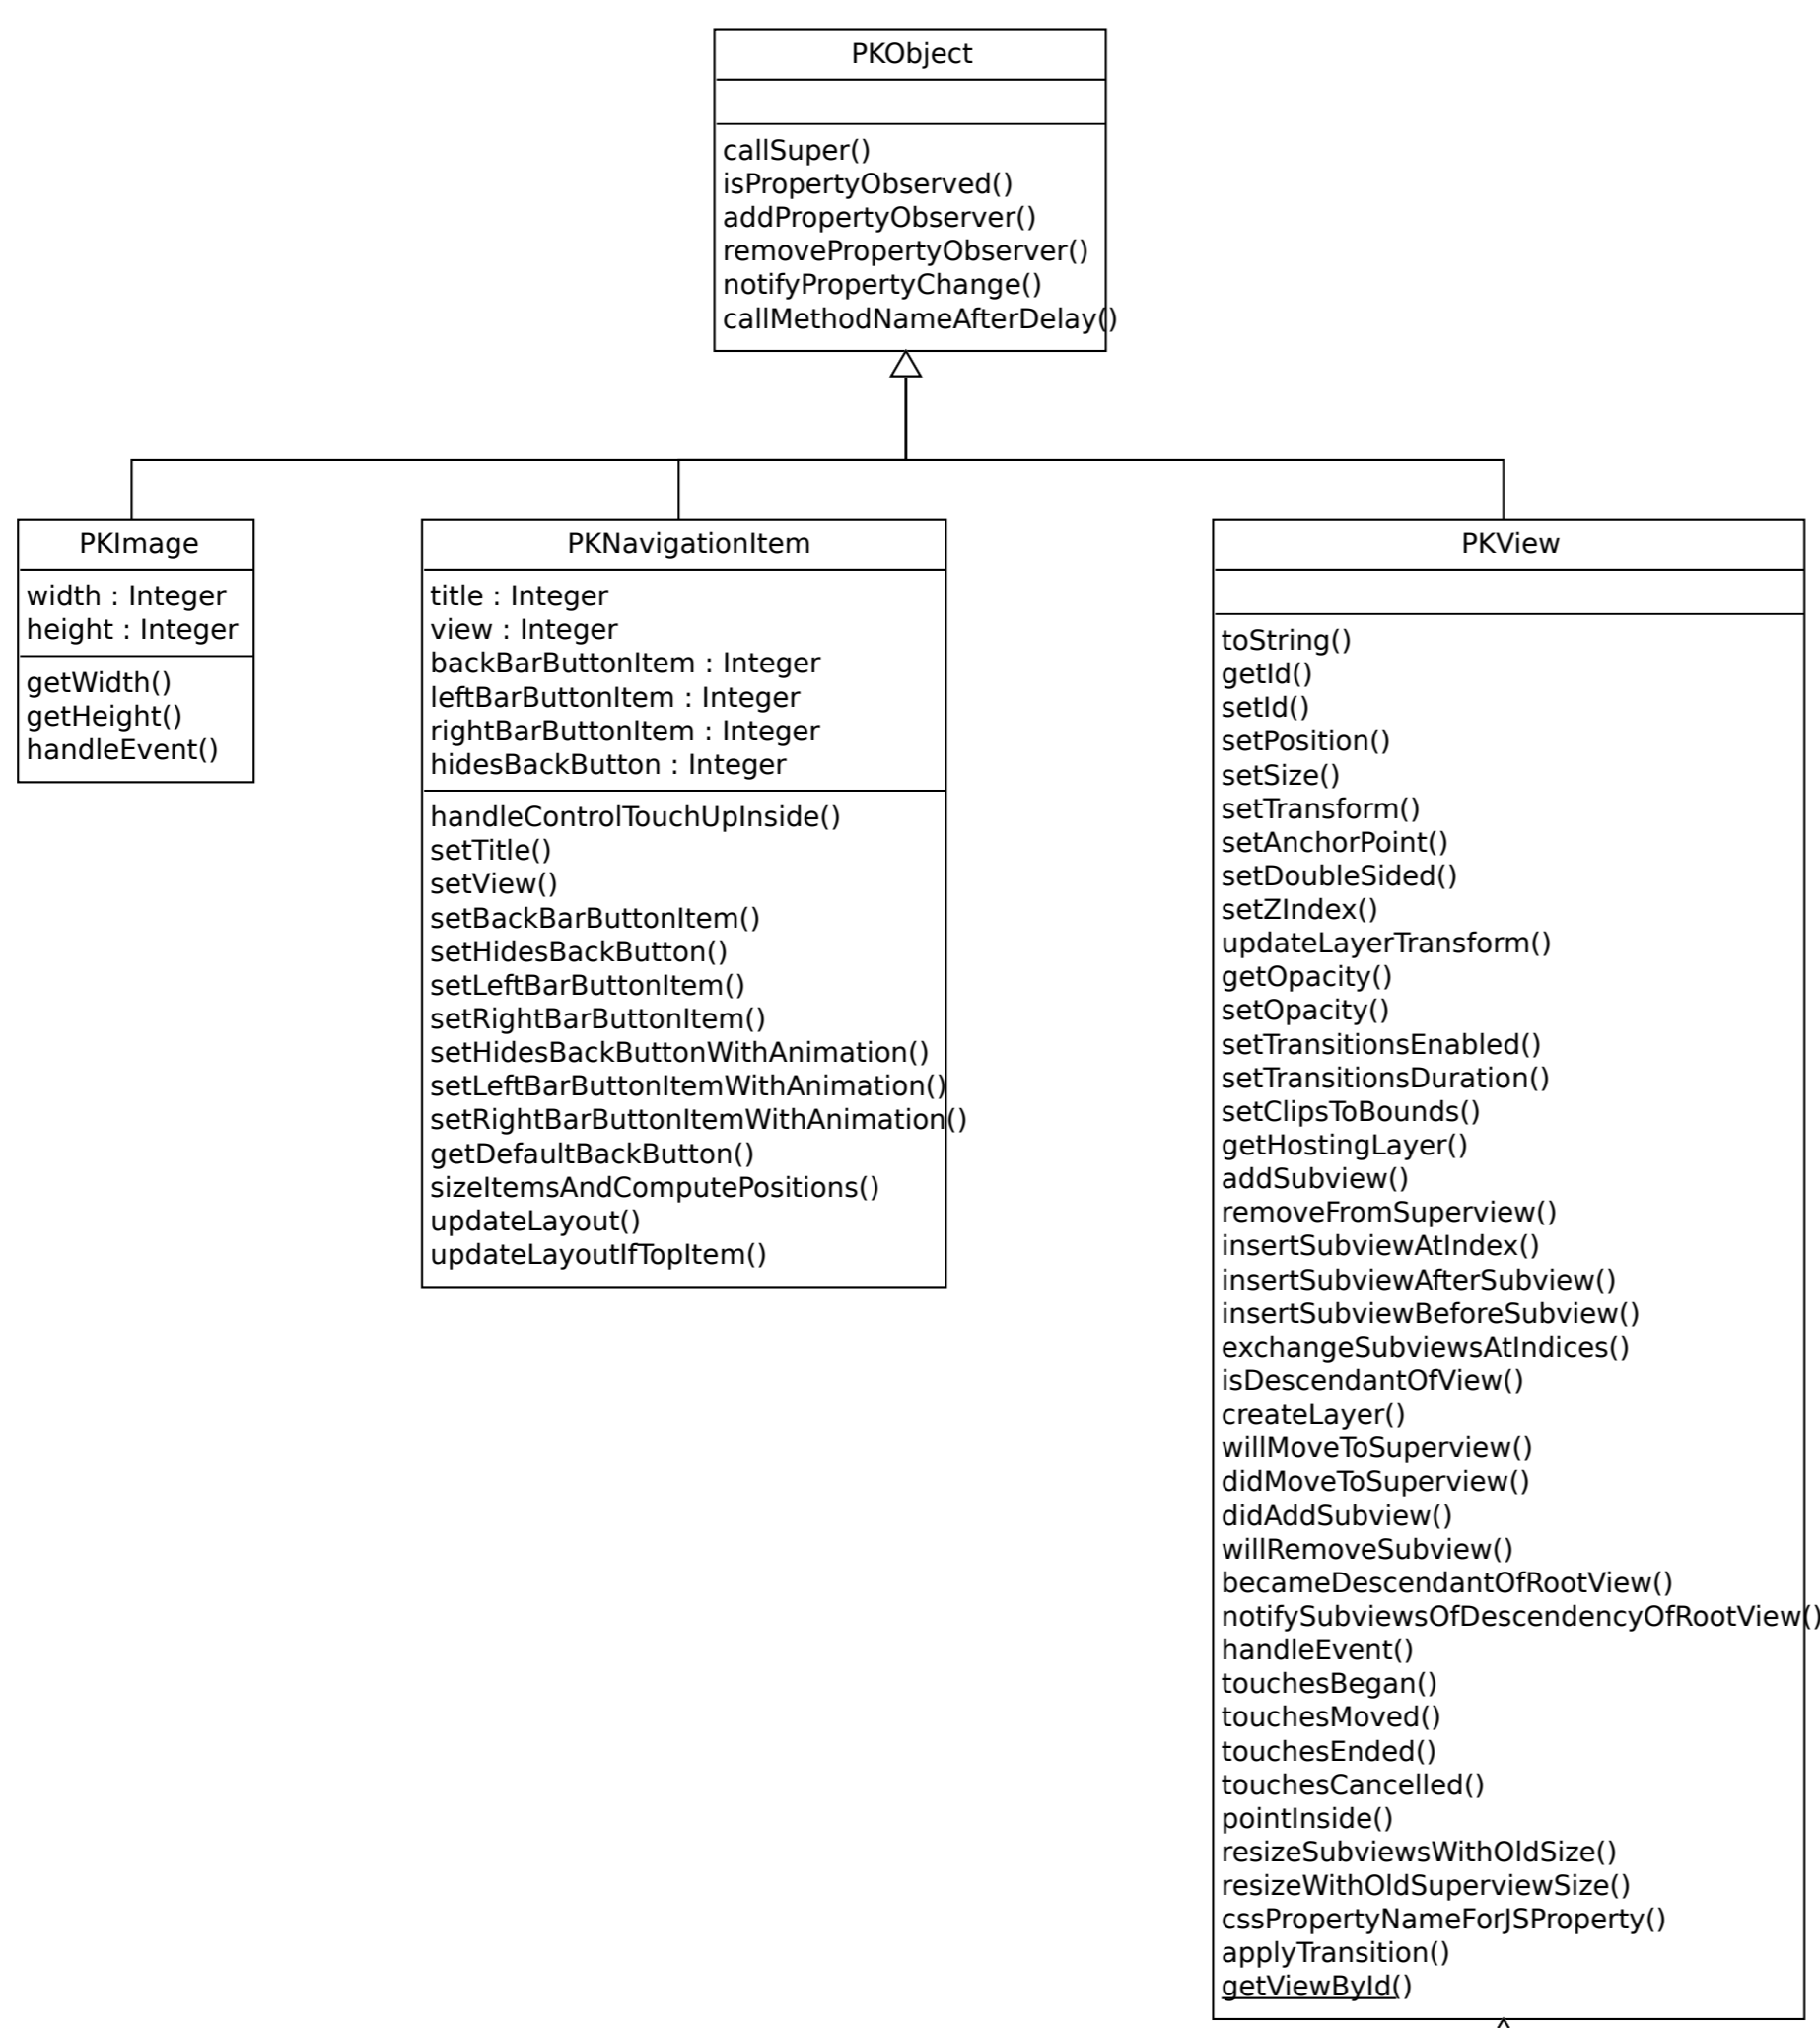 PKObject
callSuper()
isPropertyObserved()
addPropertyObserver()
removePropertyObserver()
notifyPropertyChange()
callMethodNameAfterDelay()
PKImage
width : Integer
height : Integer
getWidth()
getHeight()
handleEvent()
PKNavigationItem
title : Integer
view : Integer
backBarButtonItem : Integer
leftBarButtonItem : Integer
rightBarButtonItem : Integer
hidesBackButton : Integer
handleControlTouchUpInside()
setTitle()
setView()
setBackBarButtonItem()
setHidesBackButton()
setLeftBarButtonItem()
setRightBarButtonItem()
setHidesBackButtonWithAnimation()
setLeftBarButtonItemWithAnimation()
setRightBarButtonItemWithAnimation()
getDefaultBackButton()
sizeItemsAndComputePositions()
updateLayout()
updateLayoutIfTopItem()
PKView
toString()
getId()
setId()
setPosition()
setSize()
setTransform()
setAnchorPoint()
setDoubleSided()
setZIndex()
updateLayerTransform()
getOpacity()
setOpacity()
setTransitionsEnabled()
setTransitionsDuration()
setClipsToBounds()
getHostingLayer()
addSubview()
removeFromSuperview()
insertSubviewAtIndex()
insertSubviewAfterSubview()
insertSubviewBeforeSubview()
exchangeSubviewsAtIndices()
isDescendantOfView()
createLayer()
willMoveToSuperview()
didMoveToSuperview()
didAddSubview()
willRemoveSubview()
becameDescendantOfRootView()
notifySubviewsOfDescendencyOfRootView()
handleEvent()
touchesBegan()
touchesMoved()
touchesEnded()
touchesCancelled()
pointInside()
resizeSubviewsWithOldSize()
resizeWithOldSuperviewSize()
cssPropertyNameForJSProperty()
applyTransition()
getViewById()